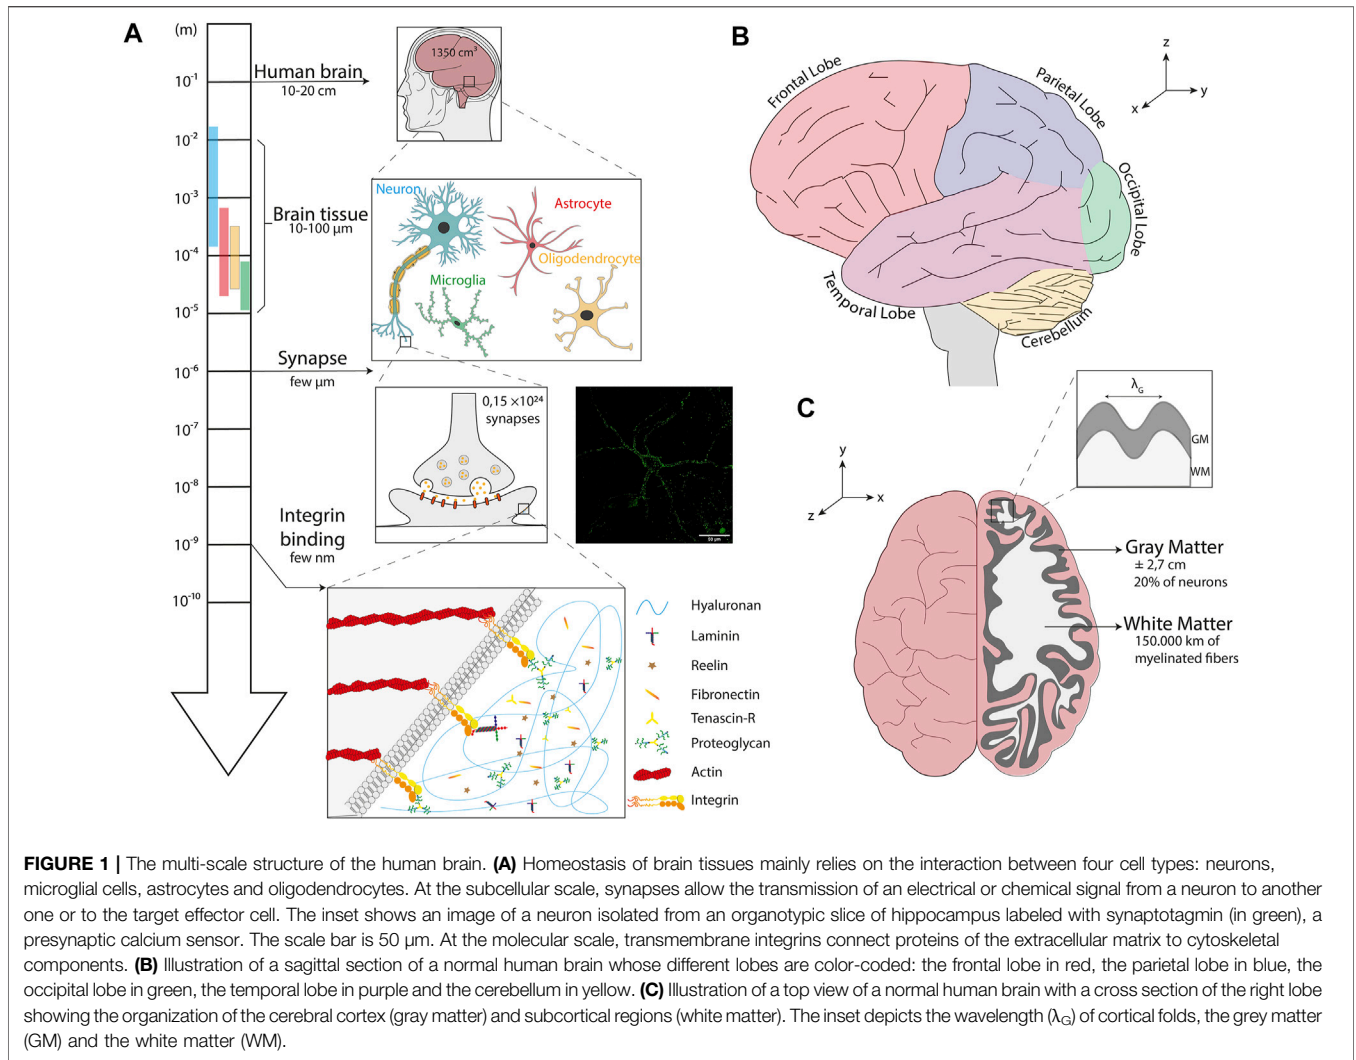 A
(m)
10⁻¹
10⁻²
10⁻³
10⁻⁴
10⁻⁵
10⁻⁶
10⁻⁷
10⁻⁸
10⁻⁹
10⁻¹⁰
Human brain
10-20 cm
1350 cm³
Brain tissue
10-100 µm
Neuron
Astrocyte
Oligodendrocyte
Microglia
Synapse
few µm
0,15 ×10²⁴
synapses
50 µm
Integrin
binding
few nm
Hyaluronan
Laminin
Reelin
Fibronectin
Tenascin-R
Proteoglycan
Actin
Integrin
B
Frontal Lobe
Parietal Lobe
Occipital Lobe
Temporal Lobe
Cerebellum
z
y
x
C
y
x
z
λG
GM
WM
Gray Matter
± 2,7 cm
20% of neurons
White Matter
150.000 km of
myelinated fibers
FIGURE 1 | The multi-scale structure of the human brain. (A) Homeostasis of brain tissues mainly relies on the interaction between four cell types: neurons,
microglial cells, astrocytes and oligodendrocytes. At the subcellular scale, synapses allow the transmission of an electrical or chemical signal from a neuron to another
one or to the target effector cell. The inset shows an image of a neuron isolated from an organotypic slice of hippocampus labeled with synaptotagmin (in green), a
presynaptic calcium sensor. The scale bar is 50 µm. At the molecular scale, transmembrane integrins connect proteins of the extracellular matrix to cytoskeletal
components. (B) Illustration of a sagittal section of a normal human brain whose different lobes are color-coded: the frontal lobe in red, the parietal lobe in blue, the
occipital lobe in green, the temporal lobe in purple and the cerebellum in yellow. (C) Illustration of a top view of a normal human brain with a cross section of the right lobe
showing the organization of the cerebral cortex (gray matter) and subcortical regions (white matter). The inset depicts the wavelength (λG) of cortical folds, the grey matter
(GM) and the white matter (WM).